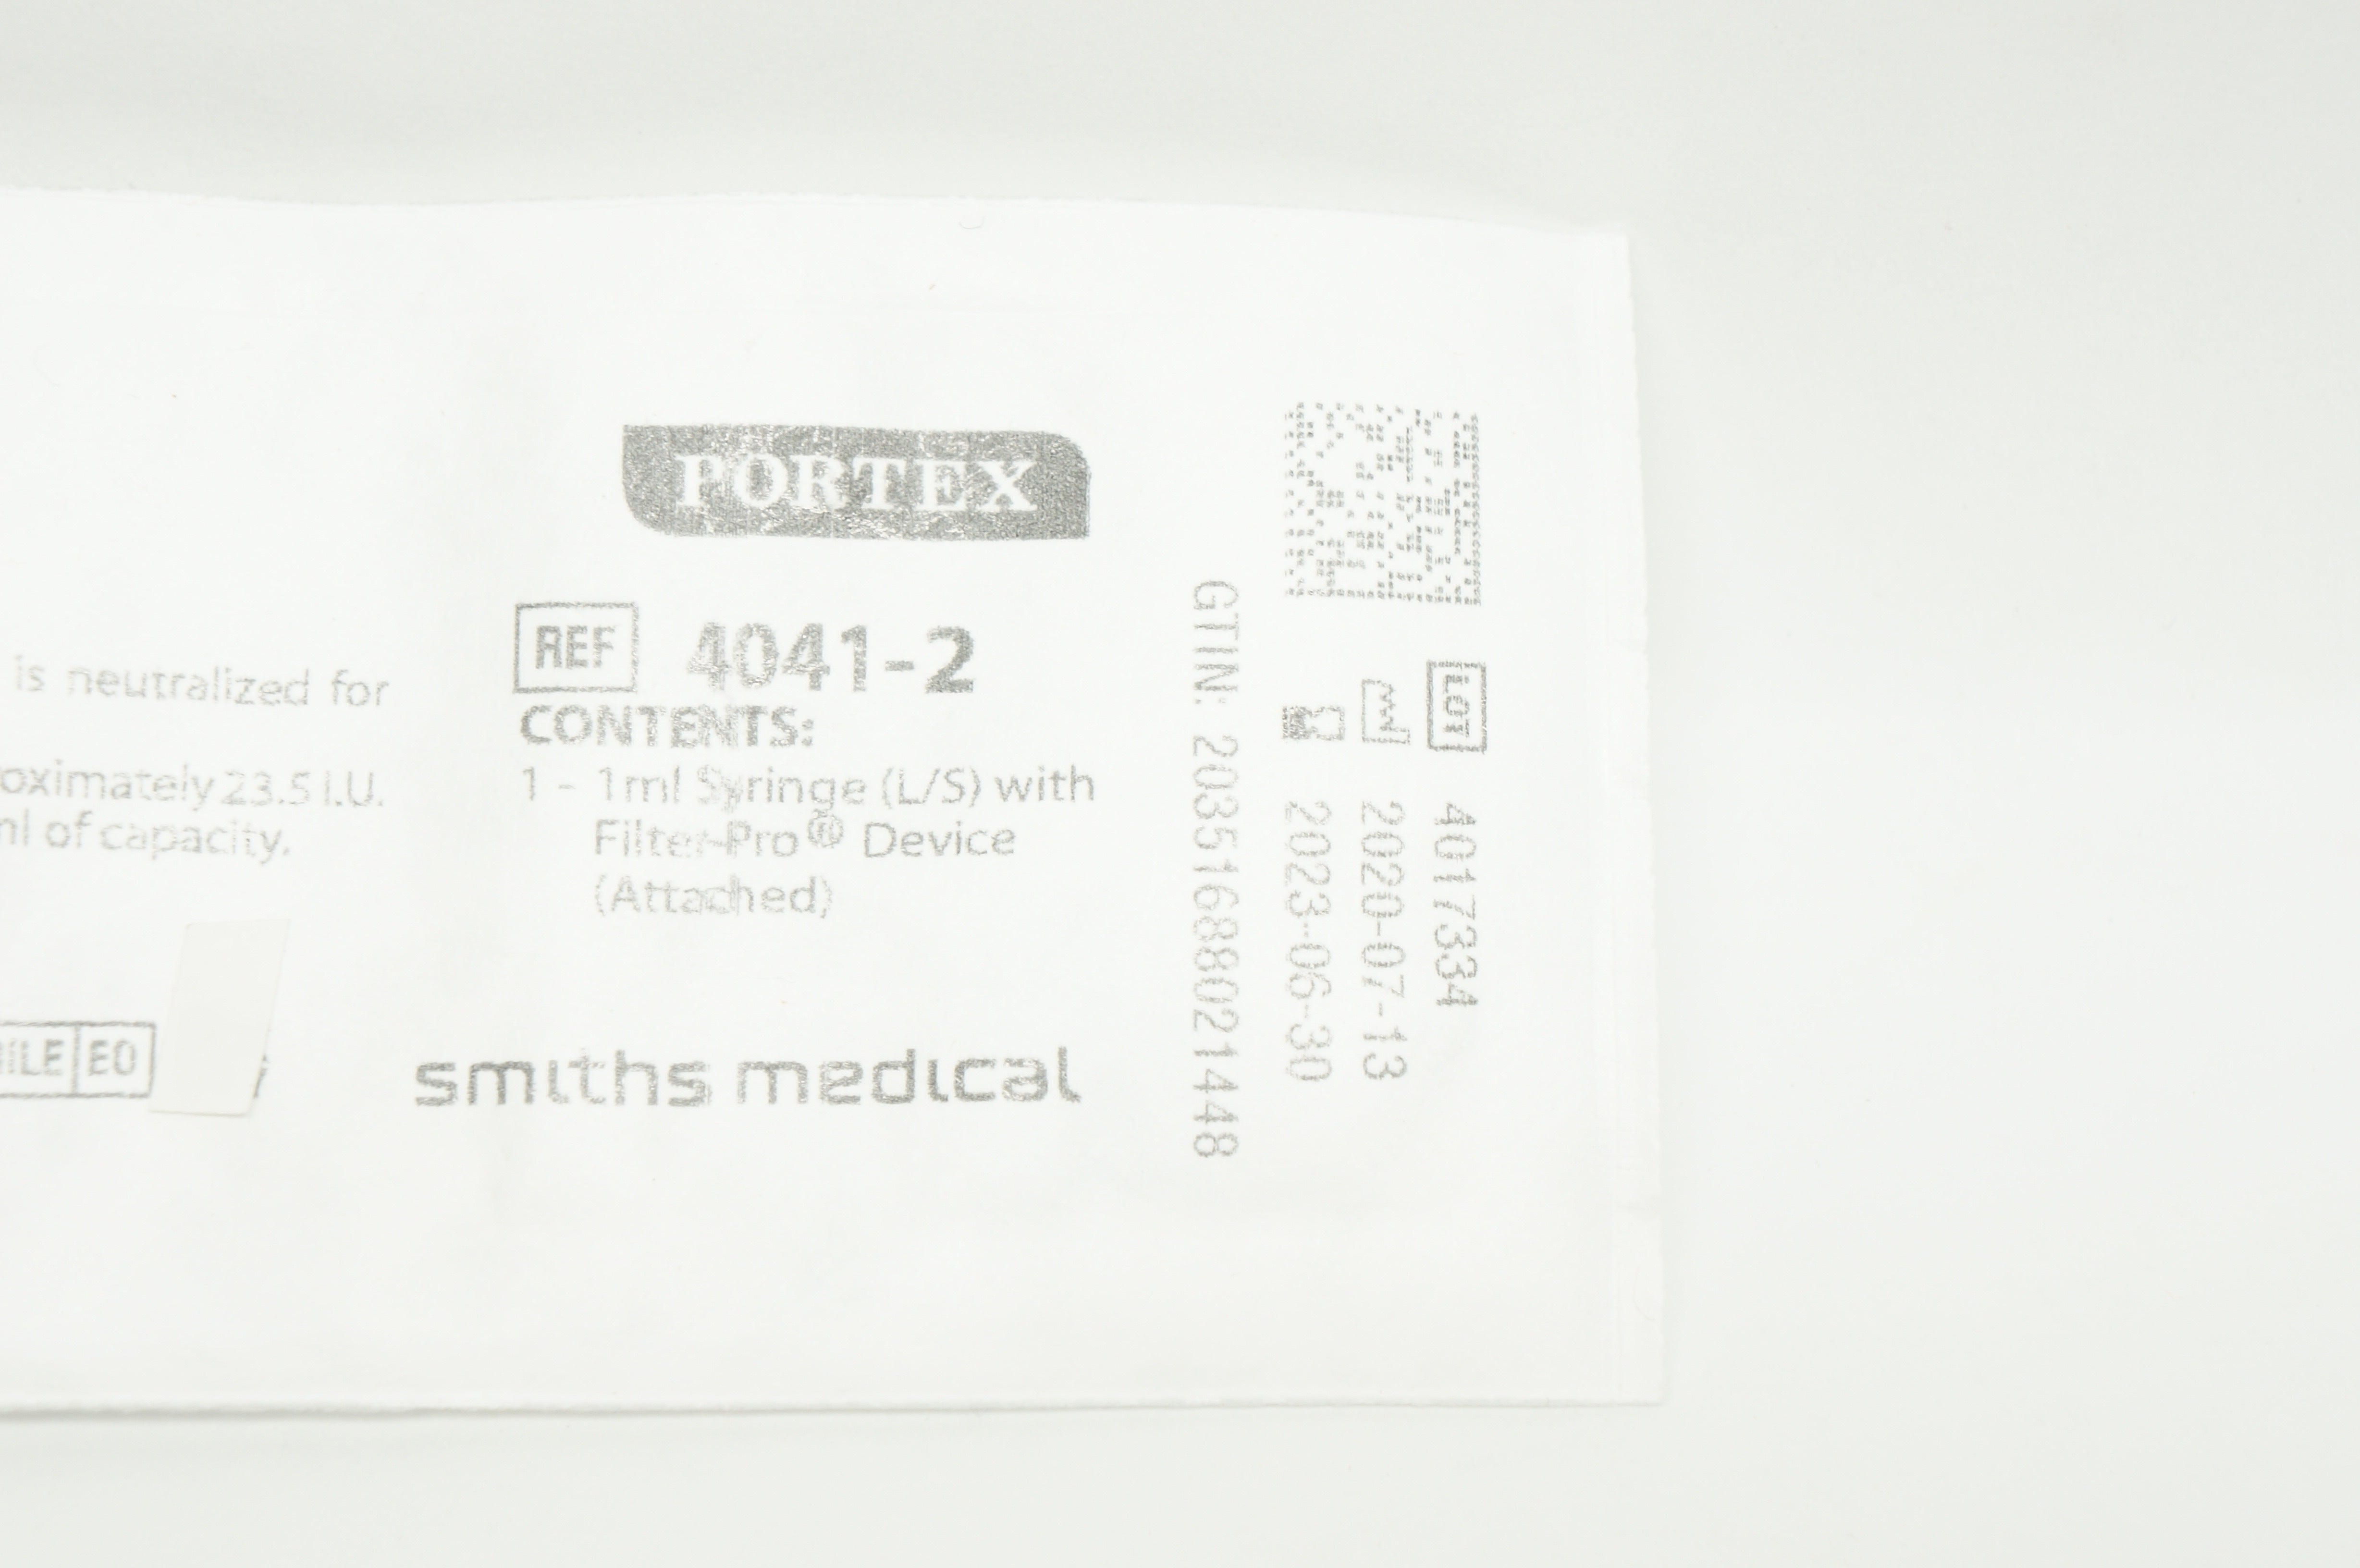 is neutralized for
oximately 23.5 I.U.
ml of capacity.
EO
PORTEX
REF 4041-2
CONTENTS:
1 - 1ml Syringe (L/S) with
Filter-Pro® Device
(Attached)
smiths medical
GTIN: 20351688021448
2023-06-30
2020-07-13
LOT 4017334